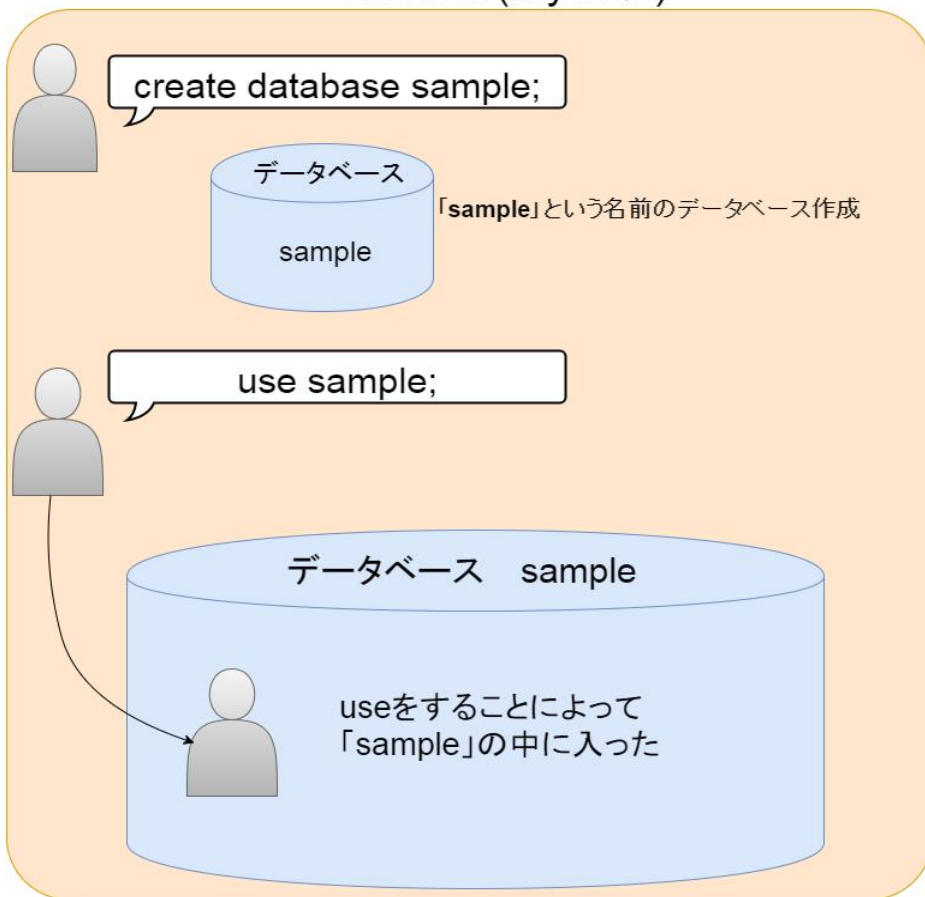 create database sample;
データベース
「sample」という名前のデータベース作成
sample
use sample;
データベース　sample
useをすることによって
「sample」の中に入った